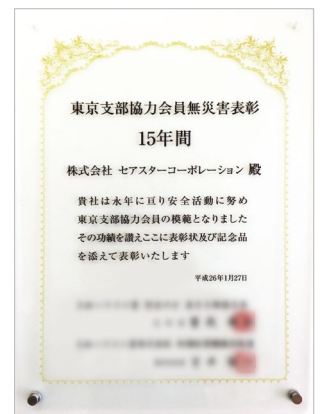 東京支部協力会員無災害表彰
15年間
株式会社 セアスターコーポレーション 殿
貴社は永年に亘り安全活動に努め
東京支部協力会員の模範となりました
その功績を讃えここに表彰状及び記念品
を添えて表彰いたします
平成26年1月27日